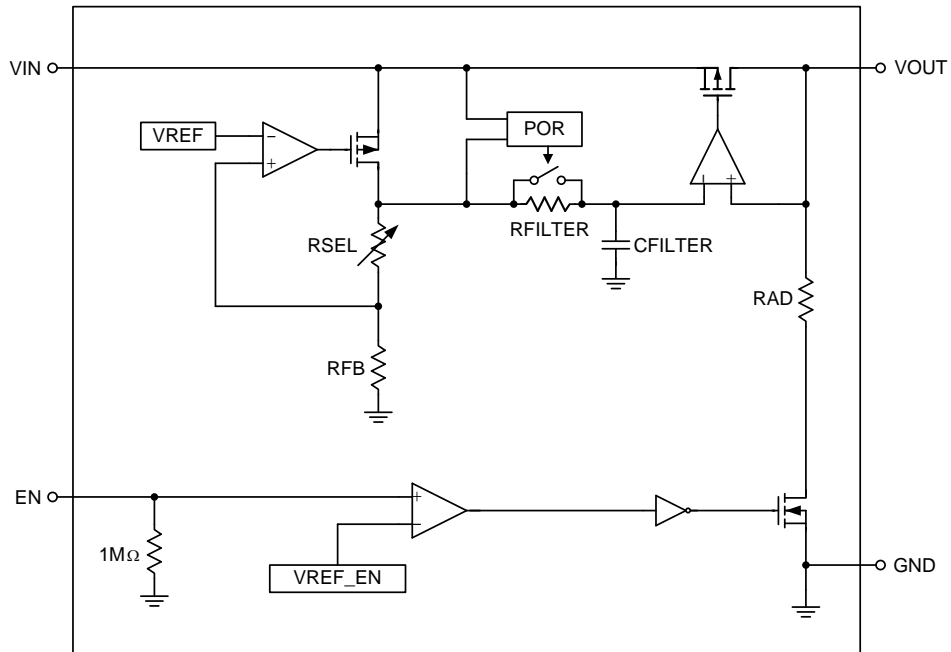 VIN
VOUT
VREF
−
+
POR
RSEL
RFILTER
CFILTER
− +
RAD
RFB
EN
+
−
1MΩ
VREF_EN
GND